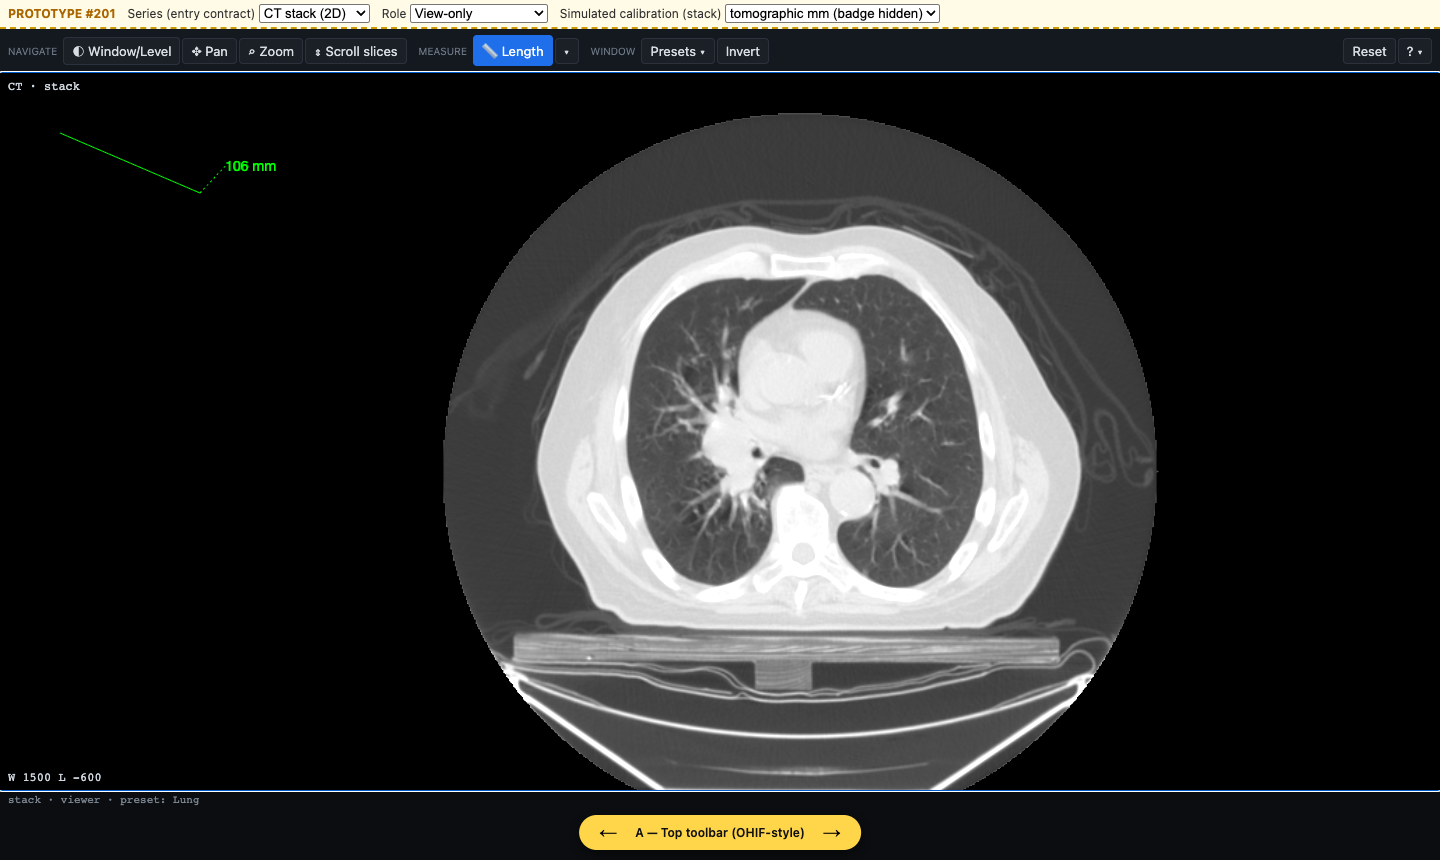 PROTOTYPE #201 Series (entry contract) CT stack (2D) Role View-only Simulated calibration (stack) tomographic mm (badge hidden)
NAVIGATE Window/Level Pan Zoom Scroll slices MEASURE Length WINDOW Presets Invert Reset ?
CT · stack
106 mm
W 1500 L -600
stack · viewer · preset: Lung
← A — Top toolbar (OHIF-style) →